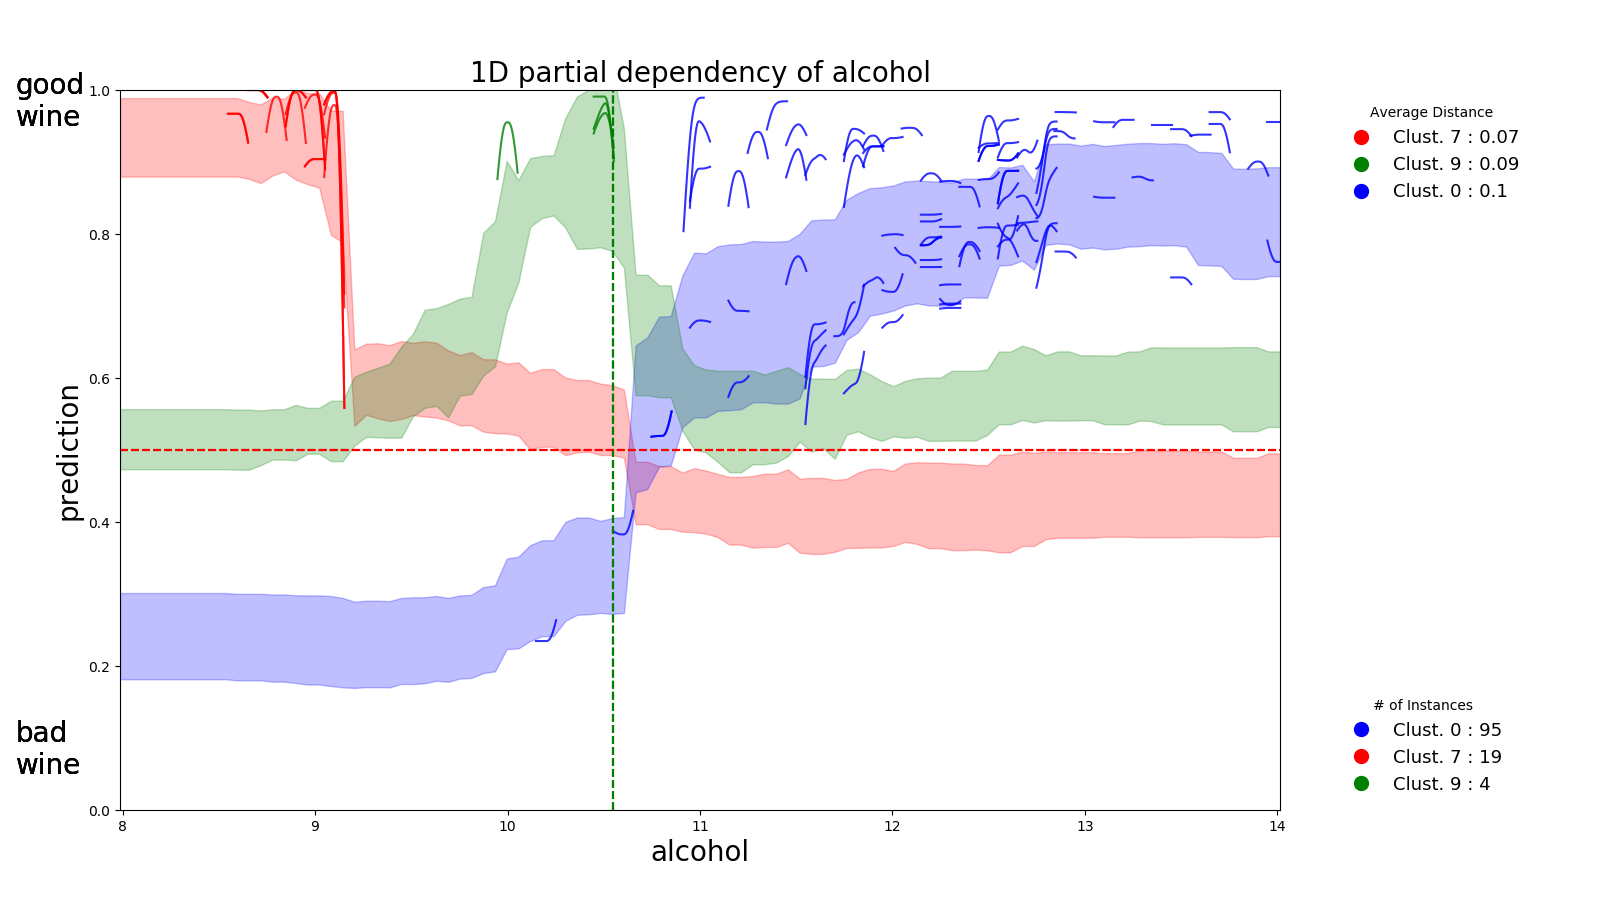 1D partial dependency of alcohol
good
wine
bad
wine
prediction
1.0
0.8
0.6
0.4
0.2
0.0
8
9
10
11
12
13
14
alcohol
Average Distance
Clust. 7 : 0.07
Clust. 9 : 0.09
Clust. 0 : 0.1
# of Instances
Clust. 0 : 95
Clust. 7 : 19
Clust. 9 : 4